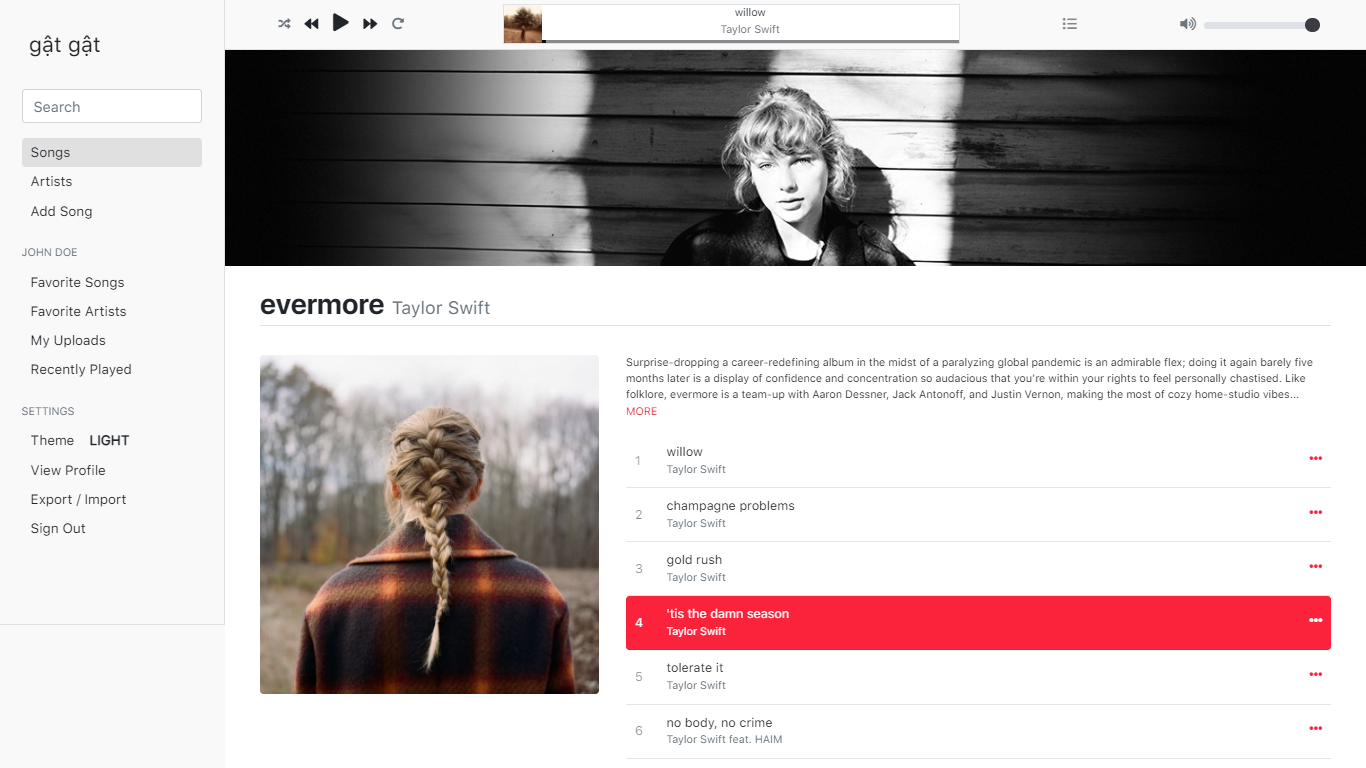 gật gật
Search
Songs
Artists
Add Song
JOHN DOE
Favorite Songs
Favorite Artists
My Uploads
Recently Played
SETTINGS
Theme LIGHT
View Profile
Export / Import
Sign Out
willow
Taylor Swift
evermore Taylor Swift
Surprise-dropping a career-redefining album in the midst of a paralyzing global pandemic is an admirable flex; doing it again barely five
months later is a display of confidence and concentration so audacious that you're within your rights to feel personally chastised. Like
folklore, evermore is a team-up with Aaron Dessner, Jack Antonoff, and Justin Vernon, making the most of cozy home-studio vibes...
MORE
1 willow
Taylor Swift
2 champagne problems
Taylor Swift
3 gold rush
Taylor Swift
4 'tis the damn season
Taylor Swift
5 tolerate it
Taylor Swift
6 no body, no crime
Taylor Swift feat. HAIM